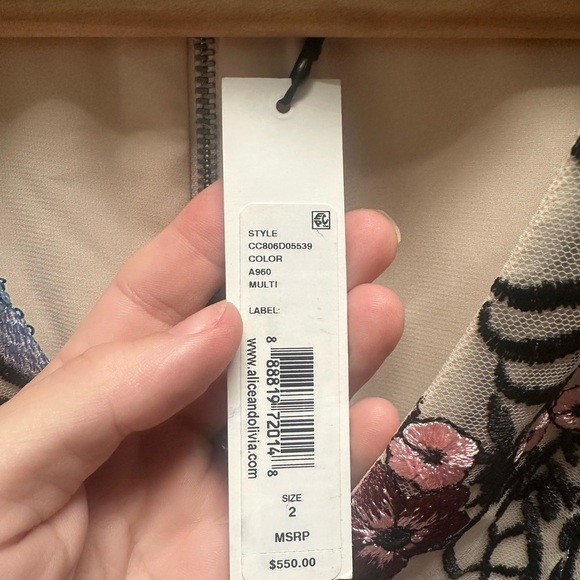 STYLE
CC806D05539
COLOR
A960
MULTI
LABEL:
8 88819 72014 8
www.aliceandolivia.com
SIZE
2
MSRP
$550.00